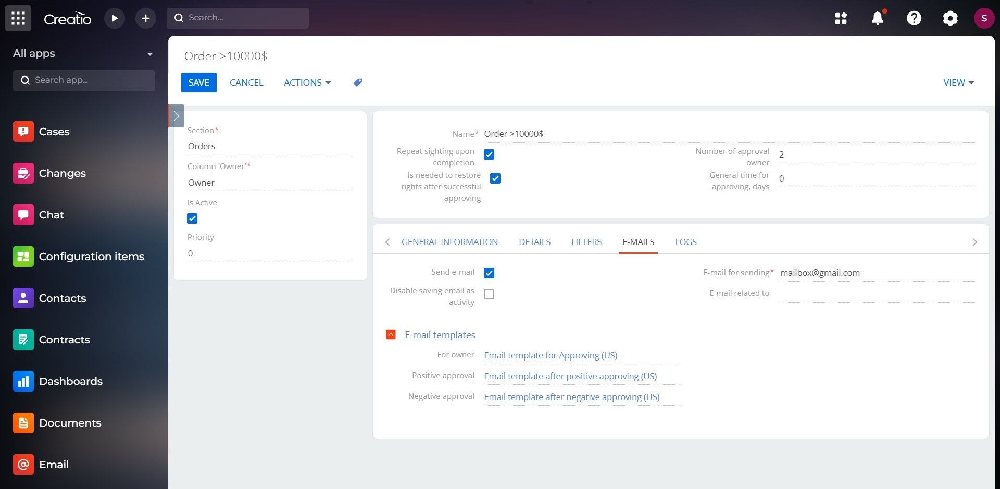 Creatio
Search...
S
All apps
Search app...
Cases
Changes
Chat
Configuration items
Contacts
Contracts
Dashboards
Documents
Email
Order >10000$
SAVE
CANCEL
ACTIONS
VIEW
Section*
Orders
Column 'Owner'*
Owner
Is Active
Priority
0
Name*
Order >10000$
Repeat sighting upon
completion
Number of approval
owner
2
Is needed to restore
rights after successful
approving
General time for
approving, days
0
GENERAL INFORMATION
DETAILS
FILTERS
E-MAILS
LOGS
Send e-mail
E-mail for sending*
mailbox@gmail.com
Disable saving email as
activity
E-mail related to
E-mail templates
For owner
Email template for Approving (US)
Positive approval
Email template after positive approving (US)
Negative approval
Email template after negative approving (US)